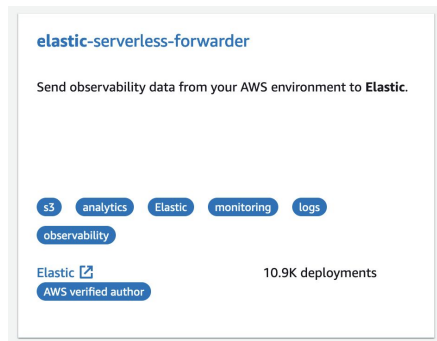 elastic-serverless-forwarder
Send observability data from your AWS environment to Elastic.
s3 analytics Elastic monitoring logs
observability
Elastic 10.9K deployments
AWS verified author